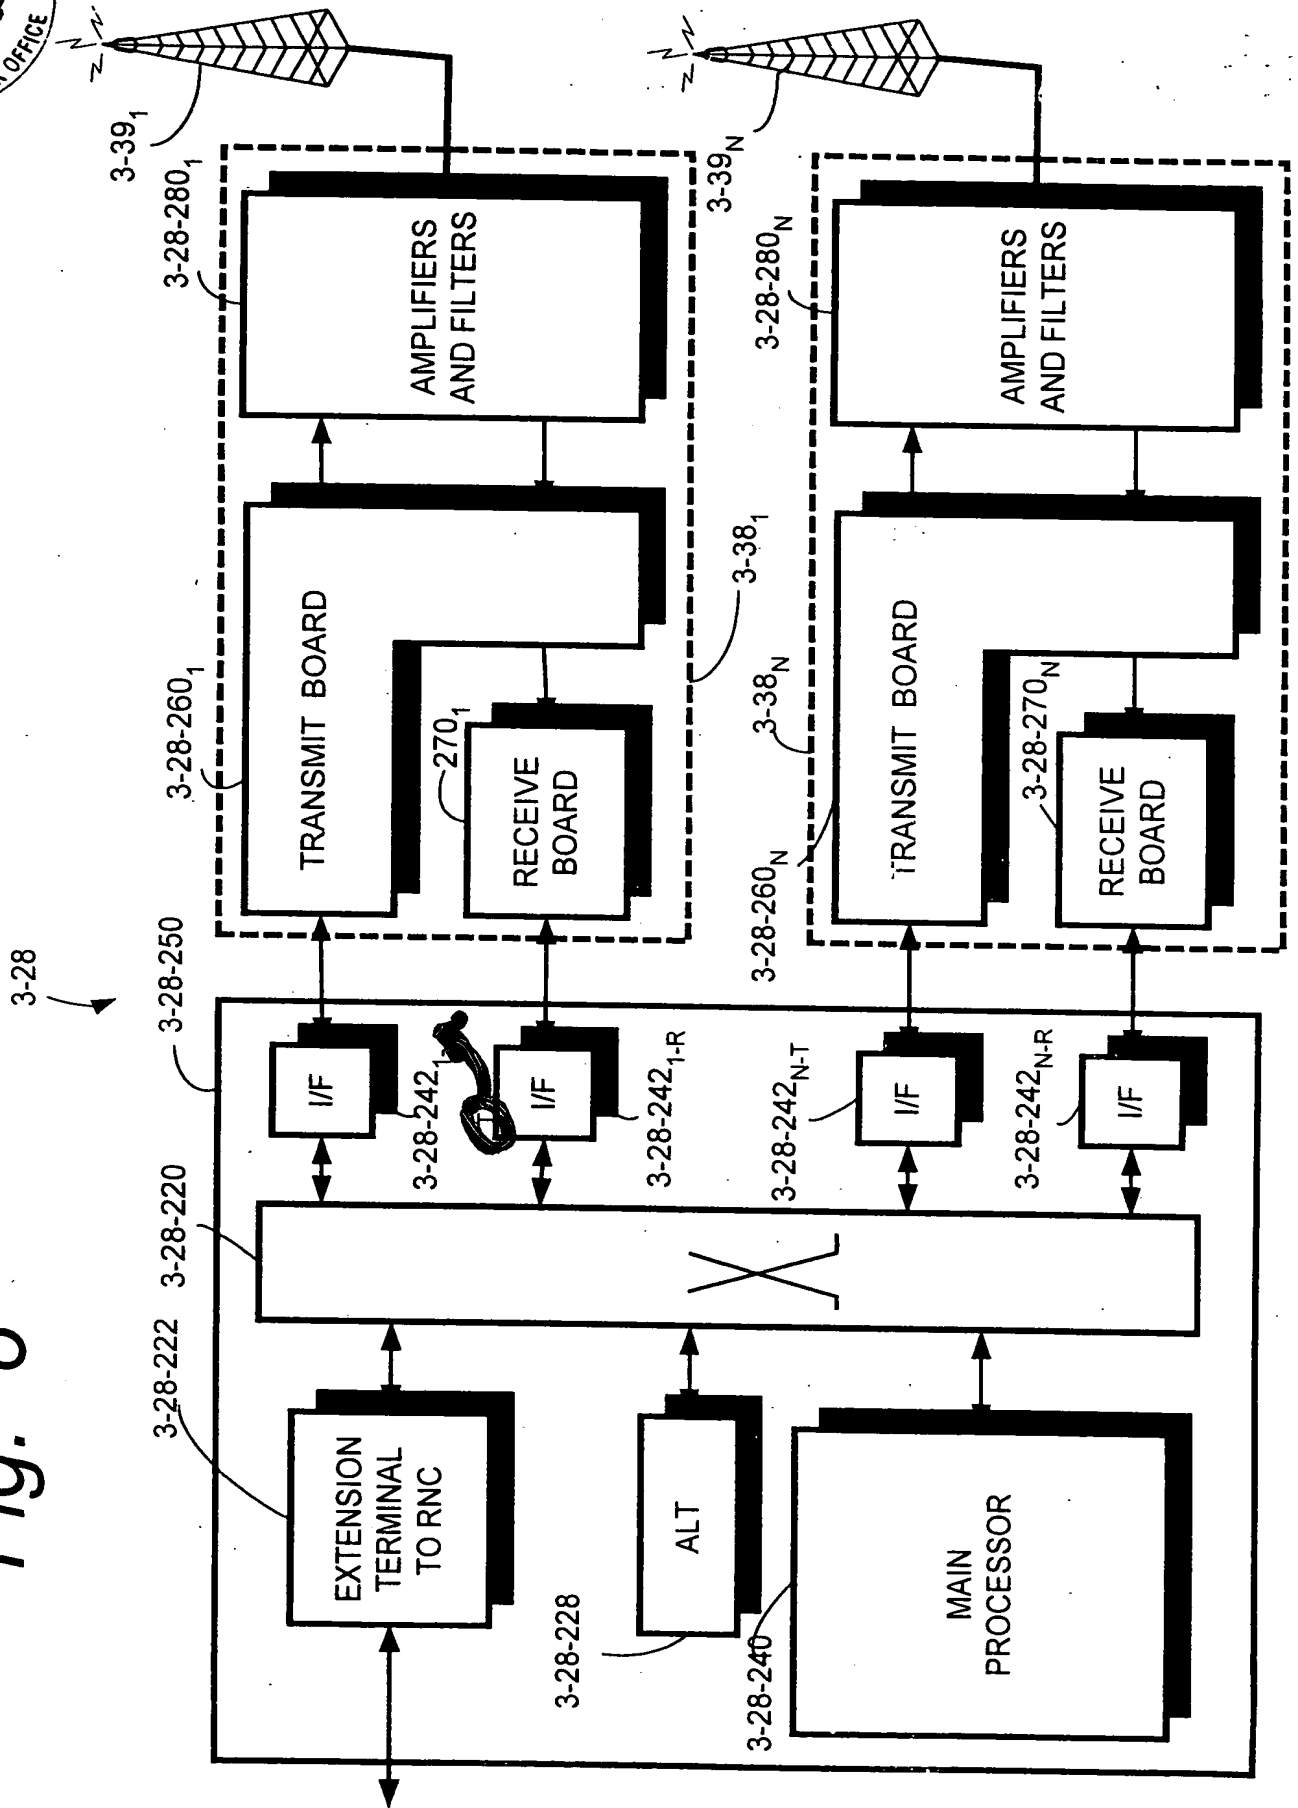 Fig.
3-28
OFFICE
3-28-222
3-28-220
3-28-250
3-28-260₁
3-28-280₁
3-39₁
EXTENSION
TERMINAL
TO RNC
I/F
3-28-242₁₋T
TRANSMIT BOARD
AMPLIFIERS
AND FILTERS
270₁
I/F
3-28-242₁₋R
RECEIVE
BOARD
3-38₁
3-28-228
ALT
3-28-240
MAIN
PROCESSOR
3-28-242N-T
I/F
3-28-260N
3-38N
3-28-280N
3-39N
TRANSMIT BOARD
AMPLIFIERS
AND FILTERS
3-28-242N-R
I/F
3-28-270N
RECEIVE
BOARD